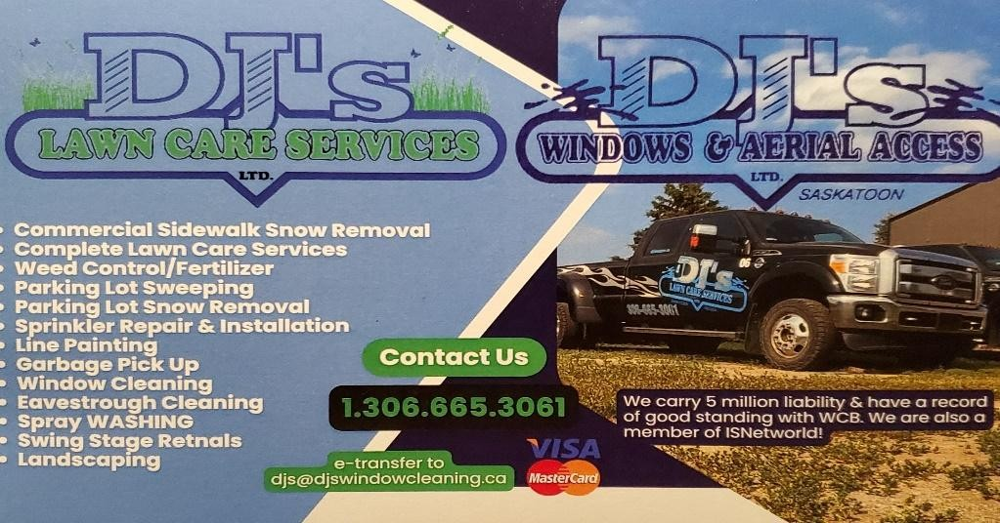 DJ's
LAWN CARE SERVICES
LTD.
DJ's
WINDOWS & AERIAL ACCESS
LTD.
SASKATOON
• Commercial Sidewalk Snow Removal
• Complete Lawn Care Services
• Weed Control/Fertilizer
• Parking Lot Sweeping
• Parking Lot Snow Removal
• Sprinkler Repair & Installation
• Line Painting
• Garbage Pick Up
• Window Cleaning
• Eavestrough Cleaning
• Spray WASHING
• Swing Stage Retnals
• Landscaping
Contact Us
1.306.665.3061
e-transfer to
djs@djswindowcleaning.ca
VISA
MasterCard
DJ's
LAWN CARE SERVICES
06
We carry 5 million liability & have a record
of good standing with WCB. We are also a
member of ISNetworld!